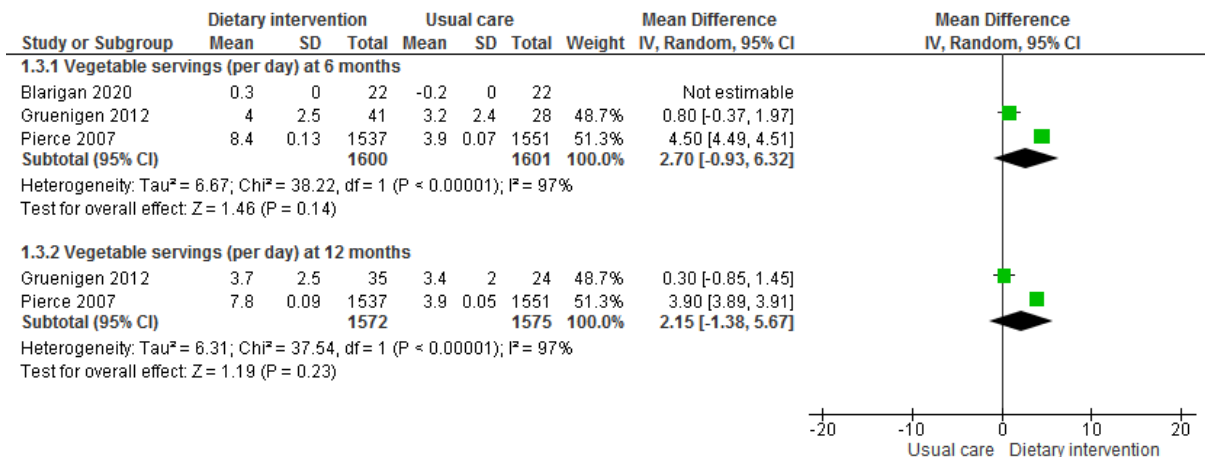 Dietary intervention Usual care Mean Difference Mean Difference
Study or Subgroup Mean SD Total Mean SD Total Weight IV, Random, 95% CI IV, Random, 95% CI
1.3.1 Vegetable servings (per day) at 6 months
Blarigan 2020 0.3 0 22 -0.2 0 22 Not estimable
Gruenigen 2012 4 2.5 41 3.2 2.4 28 48.7% 0.80 [-0.37, 1.97]
Pierce 2007 8.4 0.13 1537 3.9 0.07 1551 51.3% 4.50 [4.49, 4.51]
Subtotal (95% CI) 1600 1601 100.0% 2.70 [-0.93, 6.32]
Heterogeneity: Tau² = 6.67; Chi² = 38.22, df = 1 (P < 0.00001); I² = 97%
Test for overall effect: Z = 1.46 (P = 0.14)
1.3.2 Vegetable servings (per day) at 12 months
Gruenigen 2012 3.7 2.5 35 3.4 2 24 48.7% 0.30 [-0.85, 1.45]
Pierce 2007 7.8 0.09 1537 3.9 0.05 1551 51.3% 3.90 [3.89, 3.91]
Subtotal (95% CI) 1572 1575 100.0% 2.15 [-1.38, 5.67]
Heterogeneity: Tau² = 6.31; Chi² = 37.54, df = 1 (P < 0.00001); I² = 97%
Test for overall effect: Z = 1.19 (P = 0.23)
-20 -10 0 10 20
Usual care Dietary intervention